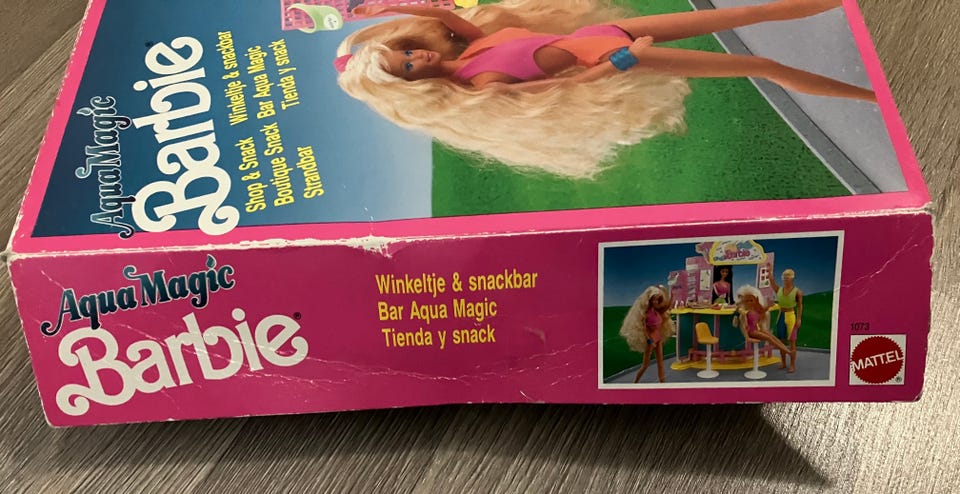 Aqua Magic
Barbie
Shop & Snack Winkeltje & snackbar
Boutique Snack Bar Aqua Magic
Strandbar Tienda y snack
Aqua Magic
Barbie®
Winkeltje & snackbar
Bar Aqua Magic
Tienda y snack
Barbie
1073
MATTEL
®